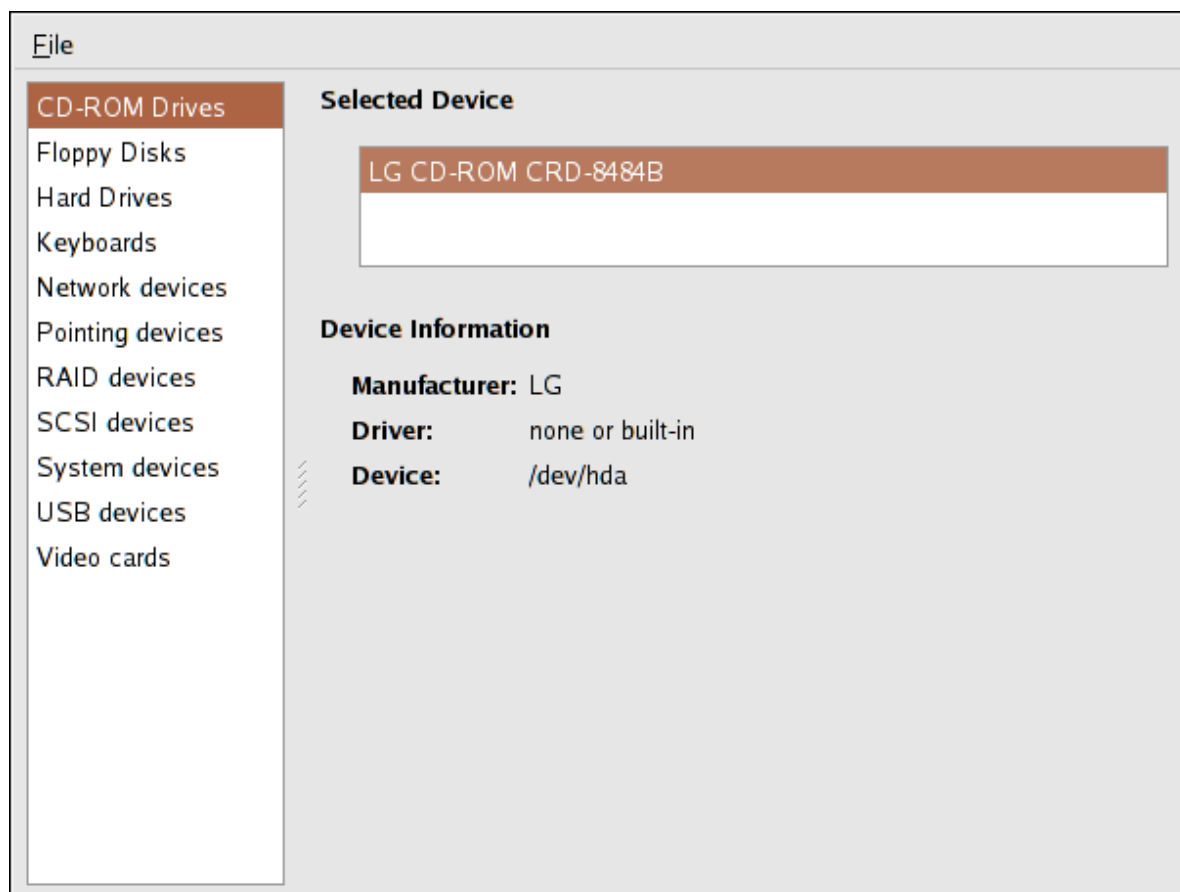 File
CD-ROM Drives
Floppy Disks
Hard Drives
Keyboards
Network devices
Pointing devices
RAID devices
SCSI devices
System devices
USB devices
Video cards
Selected Device
LG CD-ROM CRD-8484B
Device Information
Manufacturer: LG
Driver: none or built-in
Device: /dev/hda